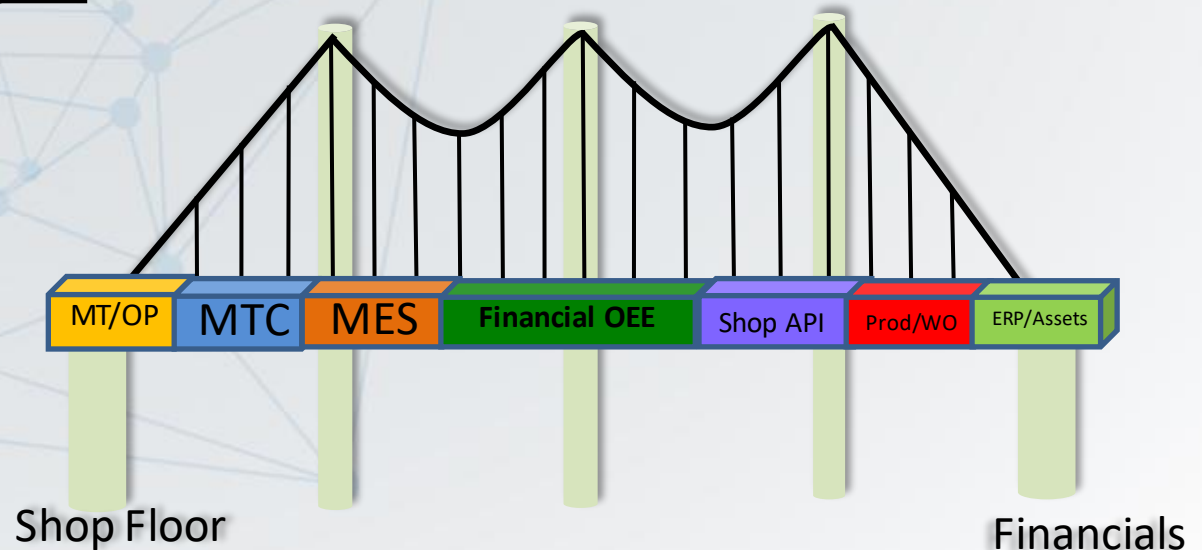 MT/OP
MTC
MES
Financial OEE
Shop API
Prod/WO
ERP/Assets
Shop Floor
Financials